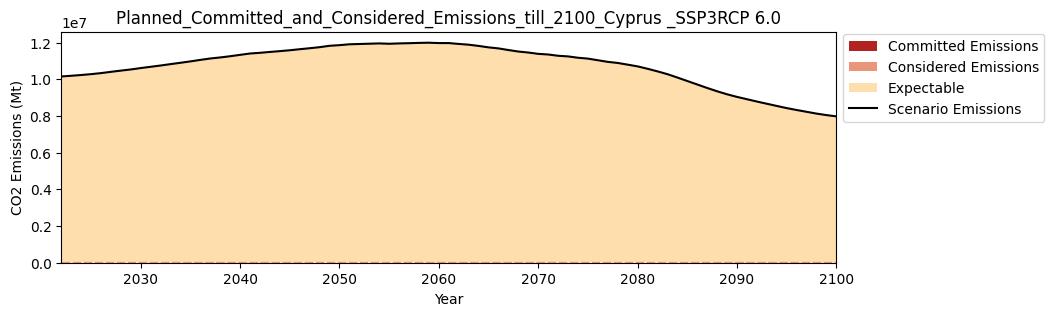 Planned_Committed_and_Considered_Emissions_till_2100_Cyprus _SSP3RCP 6.0
1e7
1.2
1.0
0.8
0.6
0.4
0.2
0.0
CO2 Emissions (Mt)
2030 2040 2050 2060 2070 2080 2090 2100
Year
Committed Emissions
Considered Emissions
Expectable
Scenario Emissions